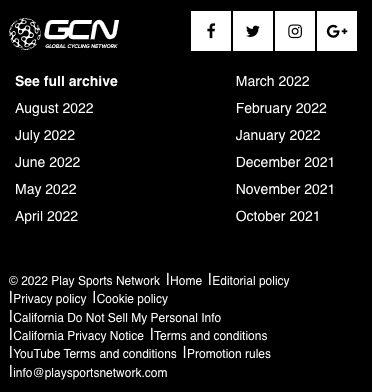 GCN
GLOBAL CYCLING NETWORK
f G+
See full archive
August 2022
July 2022
June 2022
May 2022
April 2022
March 2022
February 2022
January 2022
December 2021
November 2021
October 2021
© 2022 Play Sports Network |Home |Editorial policy
|Privacy policy |Cookie policy
|California Do Not Sell My Personal Info
|California Privacy Notice |Terms and conditions
|YouTube Terms and conditions |Promotion rules
|info@playsportsnetwork.com